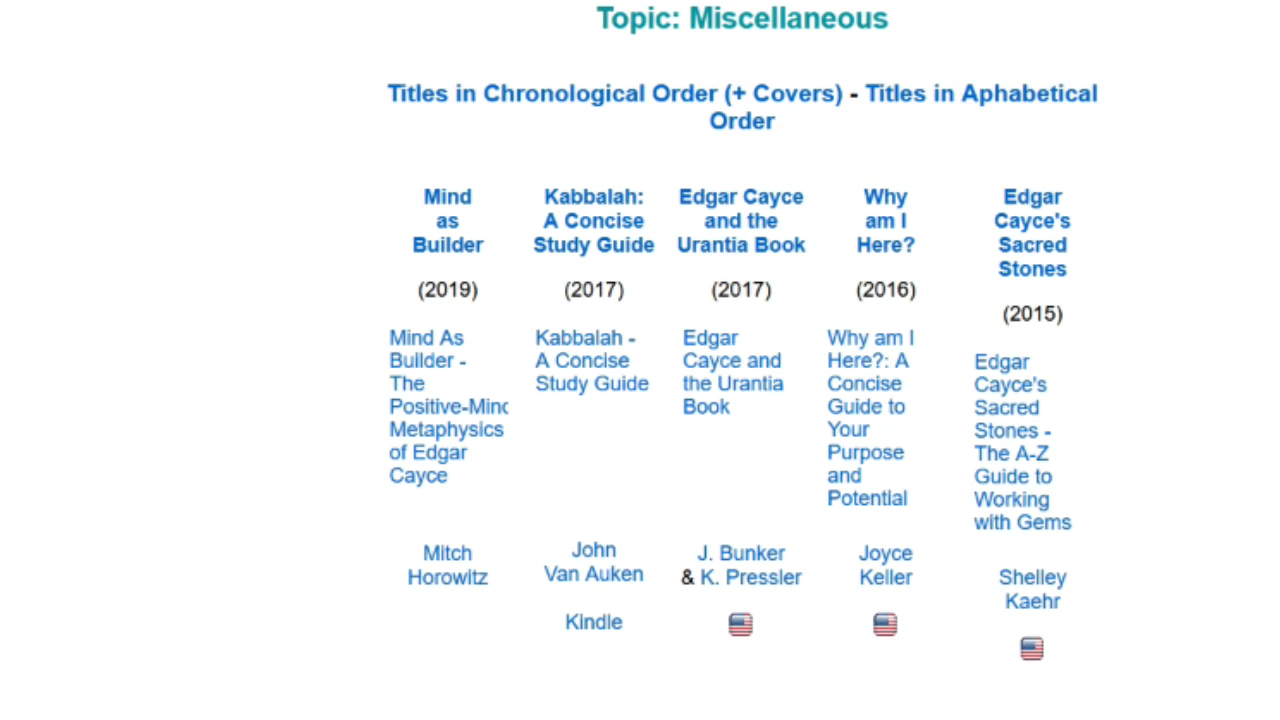 Topic: Miscellaneous
Titles in Chronological Order (+ Covers) - Titles in Aphabetical
Order
Mind
as
Builder
(2019)
Mind As
Builder -
The
Positive-Mind
Metaphysics
of Edgar
Cayce
Mitch
Horowitz
Kabbalah:
A Concise
Study Guide
(2017)
Kabbalah -
A Concise
Study Guide
John
Van Auken
Kindle
Edgar Cayce
and the
Urantia Book
(2017)
Edgar
Cayce and
the Urantia
Book
J. Bunker
& K. Pressler
Why
am I
Here?
(2016)
Why am I
Here?: A
Concise
Guide to
Your
Purpose
and
Potential
Joyce
Keller
Edgar
Cayce's
Sacred
Stones
(2015)
Edgar
Cayce's
Sacred
Stones -
The A-Z
Guide to
Working
with Gems
Shelley
Kaehr